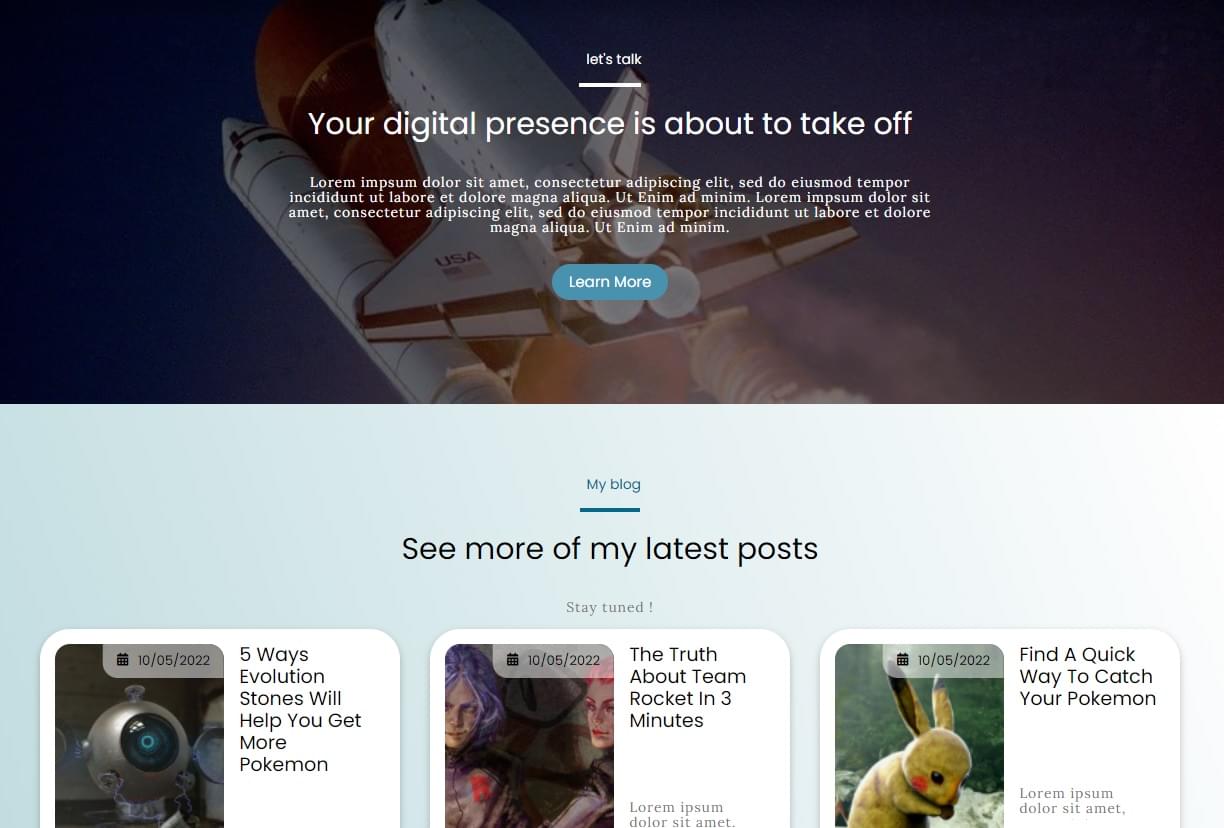 let's talk
Your digital presence is about to take off
Lorem impsum dolor sit amet, consectetur adipiscing elit, sed do eiusmod tempor
incididunt ut labore et dolore magna aliqua. Ut Enim ad minim. Lorem impsum dolor sit
amet, consectetur adipiscing elit, sed do eiusmod tempor incididunt ut labore et dolore
magna aliqua. Ut Enim ad minim.
USA
Learn More
My blog
See more of my latest posts
Stay tuned !
10/05/2022
5 Ways
Evolution
Stones Will
Help You Get
More
Pokemon
10/05/2022
The Truth
About Team
Rocket In 3
Minutes
Lorem ipsum
dolor sit amet,
10/05/2022
Find A Quick
Way To Catch
Your Pokemon
Lorem ipsum
dolor sit amet,